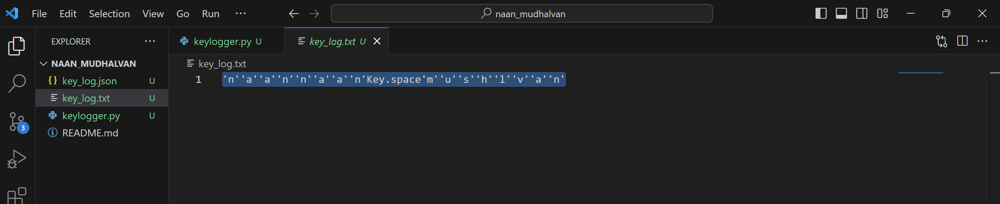 File Edit Selection View Go Run ···
naan_mudhalvan
EXPLORER ···
NAAN_MUDHALVAN
{} key_log.json U
key_log.txt U
keylogger.py U
README.md
3
keylogger.py U
key_log.txt U
key_log.txt
1 'n''a''a''n''n''a''a''n'Key.space'm''u''s''h''l''v''a''n'